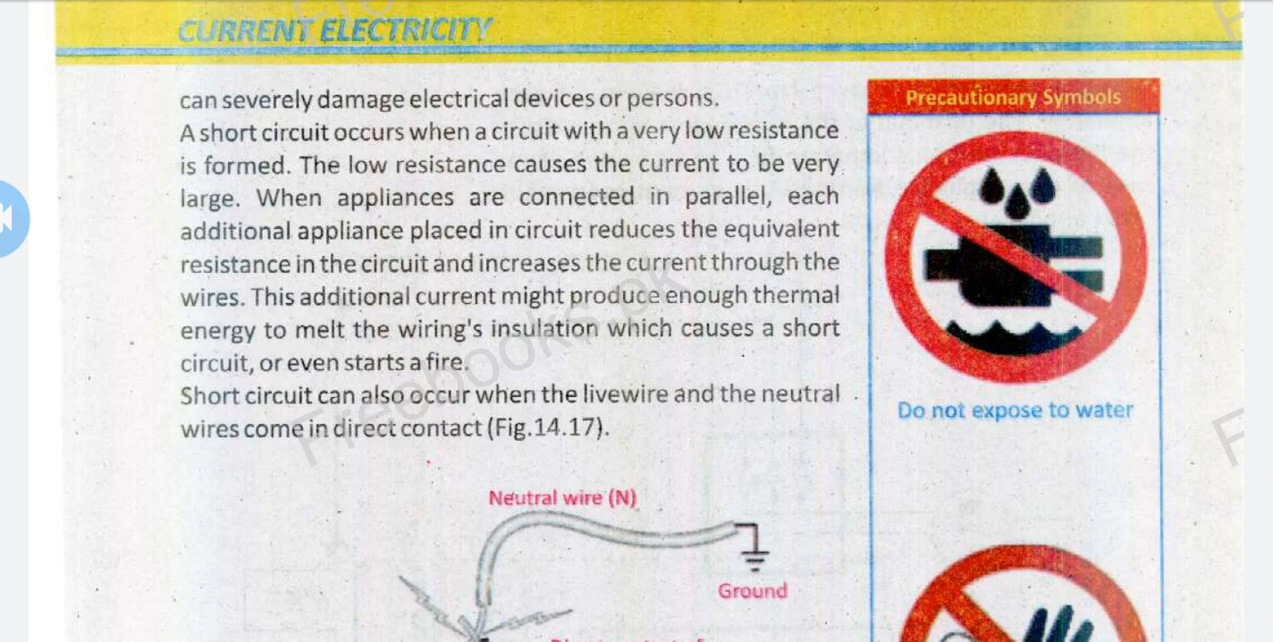 CURRENT ELECTRICITY
can severely damage electrical devices or persons.
A short circuit occurs when a circuit with a very low resistance
is formed. The low resistance causes the current to be very
large. When appliances are connected in parallel, each
additional appliance placed in circuit reduces the equivalent
resistance in the circuit and increases the current through the
wires. This additional current might produce enough thermal
energy to melt the wiring's insulation which causes a short
circuit, or even starts a fire.
Short circuit can also occur when the livewire and the neutral
wires come in direct contact (Fig.14.17).
Neutral wire (N)
Ground
Precautionary Symbols
Do not expose to water
Freebooks.pk